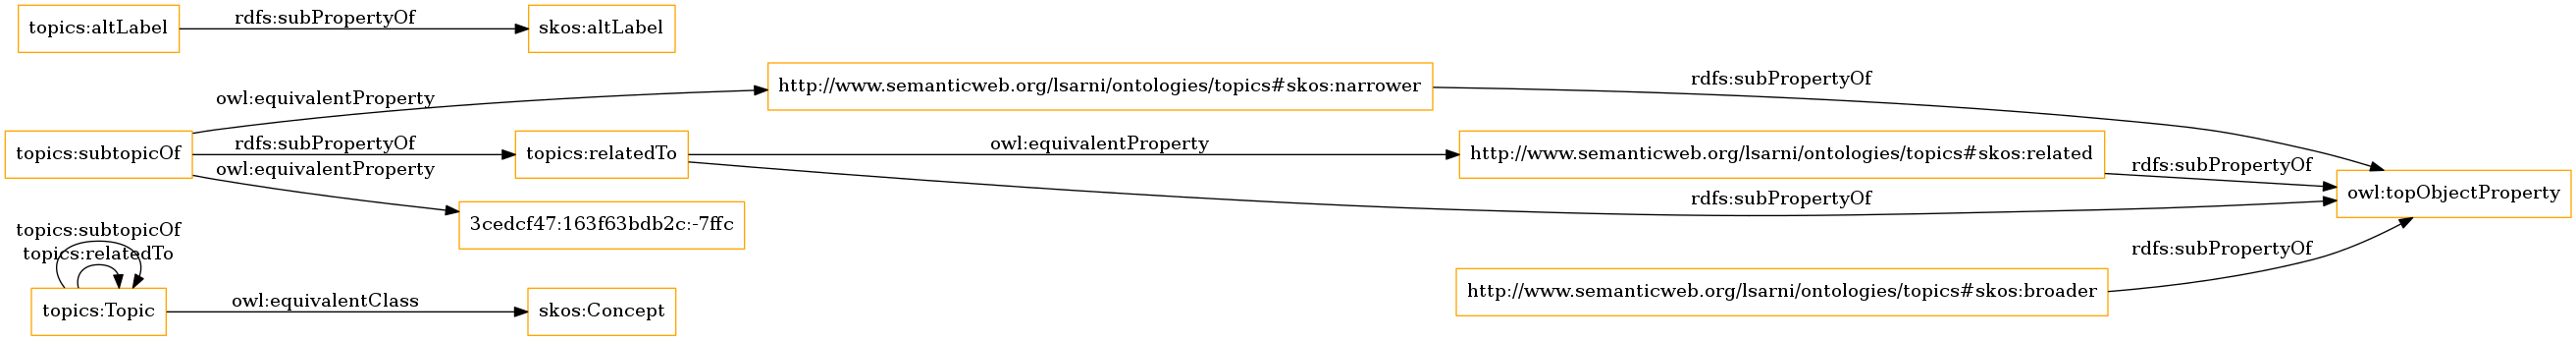 topics:altLabel
rdfs:subPropertyOf
skos:altLabel
http://www.semanticweb.org/lsarni/ontologies/topics#skos:narrower
rdfs:subPropertyOf
owl:equivalentProperty
topics:subtopicOf
rdfs:subPropertyOf
topics:relatedTo
owl:equivalentProperty
http://www.semanticweb.org/lsarni/ontologies/topics#skos:related
rdfs:subPropertyOf
owl:equivalentProperty
rdfs:subPropertyOf
owl:topObjectProperty
3cedcf47:163f63bdb2c:-7ffc
topics:subtopicOf
topics:relatedTo
rdfs:subPropertyOf
http://www.semanticweb.org/lsarni/ontologies/topics#skos:broader
topics:Topic
owl:equivalentClass
skos:Concept